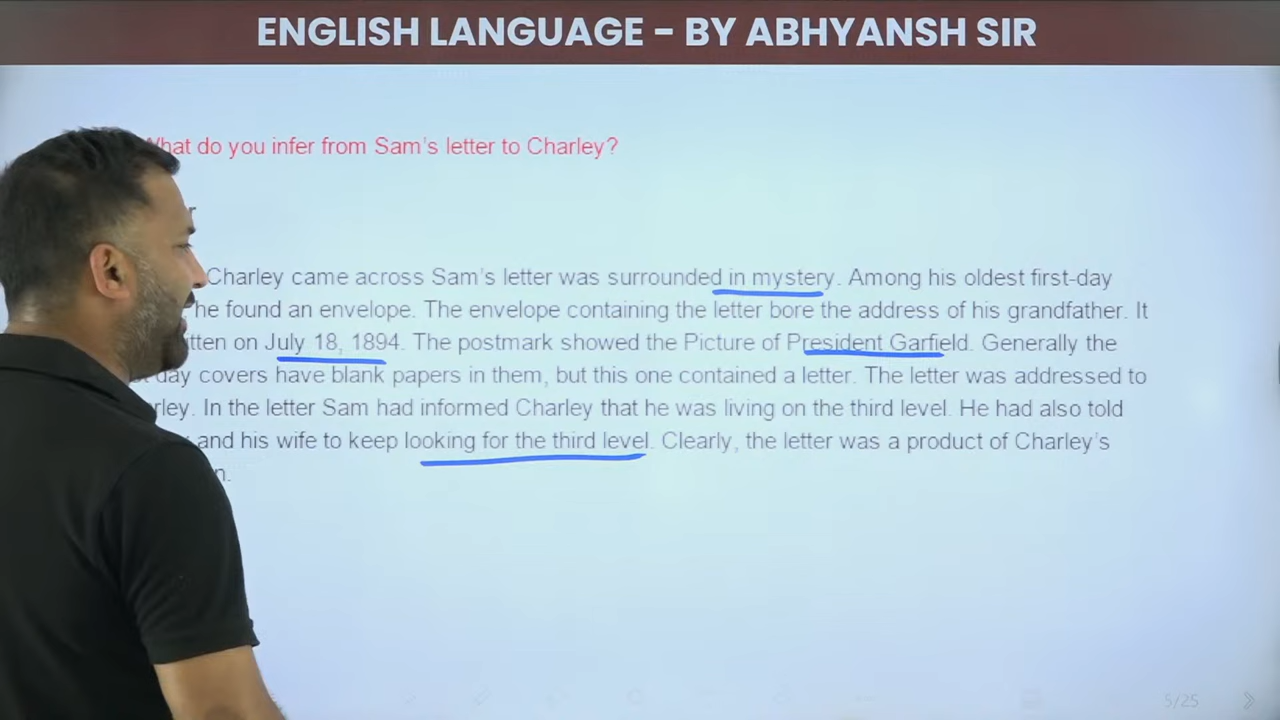 ENGLISH LANGUAGE - BY ABHYANSH SIR
What do you infer from Sam's letter to Charley?
Charley came across Sam's letter was surrounded in mystery. Among his oldest first-day
he found an envelope. The envelope containing the letter bore the address of his grandfather. It
on July 18, 1894. The postmark showed the Picture of President Garfield. Generally the
day covers have blank papers in them, but this one contained a letter. The letter was addressed to
In the letter Sam had informed Charley that he was living on the third level. He had also told
and his wife to keep looking for the third level. Clearly, the letter was a product of Charley's
5/25